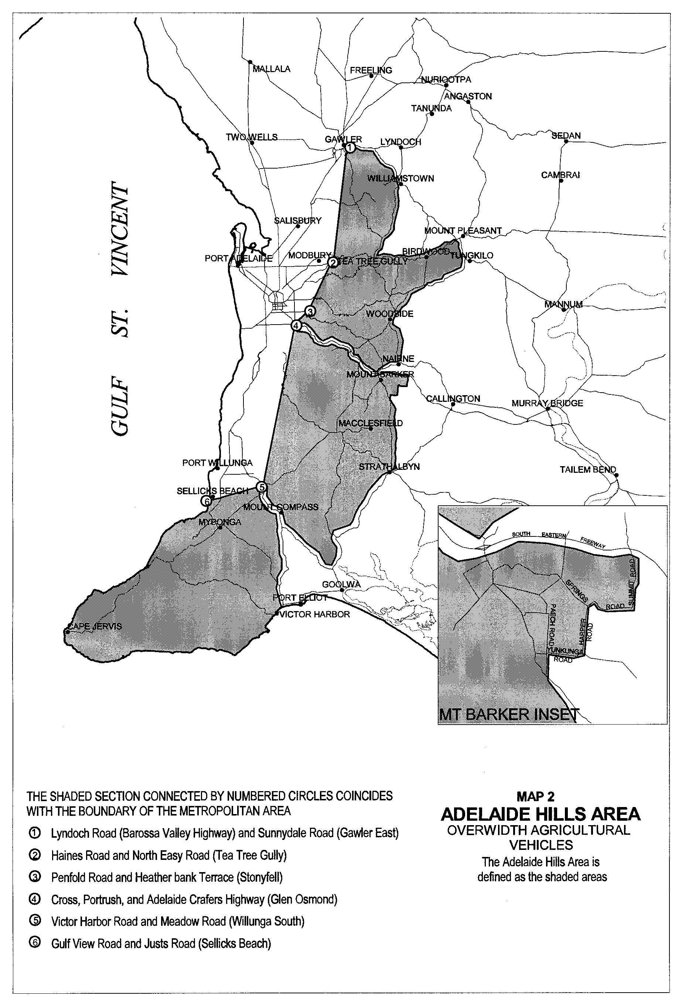 MALLALA
FREELING
NURIOOTPA
ANGASTON
TANUNDA
TWO WELLS
GAWLER
LYNDOCH
SEDAN
1
WILLIAMSTOWN
CAMBRAI
GULF ST. VINCENT
SALISBURY
MOUNT PLEASANT
PORT ADELAIDE
MODBURY
BIRDWOOD
TUNGKILO
2
TEA TREE GULLY
MANNUM
3
WOODSIDE
4
NAIRNE
MOUNT BARKER
CALLINGTON
MURRAY BRIDGE
MACCLESFIELD
PORT WILLUNGA
STRATHALBYN
TAILEM BEND
SELLICKS BEACH
5
6
MOUNT COMPASS
MYPONGA
GOOLWA
PORT ELLIOT
VICTOR HARBOR
CAPE JERVIS
SOUTH EASTERN FREEWAY
SUMMIT ROAD
SPRINGS ROAD
PAECH ROAD
HARPER ROAD
YUNKUNGA
ROAD
MT BARKER INSET
THE SHADED SECTION CONNECTED BY NUMBERED CIRCLES COINCIDES
WITH THE BOUNDARY OF THE METROPOLITAN AREA
1 Lyndoch Road (Barossa Valley Highway) and Sunnydale Road (Gawler East)
2 Haines Road and North Easy Road (Tea Tree Gully)
3 Penfold Road and Heather bank Terrace (Stonyfell)
4 Cross, Portrush, and Adelaide Crafers Highway (Glen Osmond)
5 Victor Harbor Road and Meadow Road (Willunga South)
6 Gulf View Road and Justs Road (Sellicks Beach)
MAP 2
ADELAIDE HILLS AREA
OVERWIDTH AGRICULTURAL
VEHICLES
The Adelaide Hills Area is
defined as the shaded areas